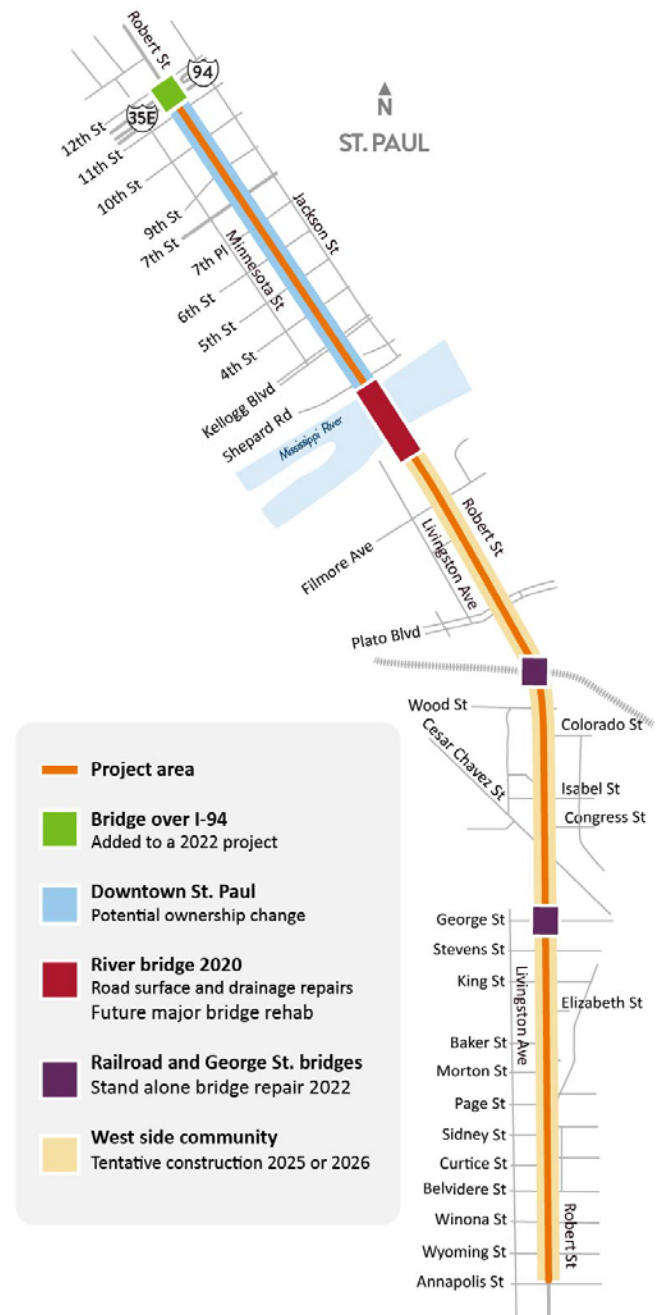 Robert St
94
N
ST. PAUL
35E
12th St
11th St
10th St
9th St
7th St
7th Pl
6th St
5th St
4th St
Kellogg Blvd
Shepard Rd
Jackson St
Minnesota St
Mississippi River
Robert St
Livingston Ave
Filmore Ave
Plato Blvd
Wood St
Cesar Chavez St
Colorado St
Isabel St
Congress St
George St
Stevens St
King St
Livingston Ave
Elizabeth St
Baker St
Morton St
Page St
Sidney St
Curtice St
Belvidere St
Winona St
Robert St
Wyoming St
Annapolis St
Project area
Bridge over I-94
Added to a 2022 project
Downtown St. Paul
Potential ownership change
River bridge 2020
Road surface and drainage repairs
Future major bridge rehab
Railroad and George St. bridges
Stand alone bridge repair 2022
West side community
Tentative construction 2025 or 2026